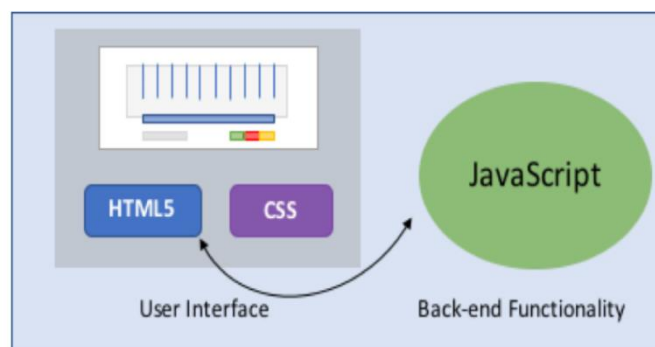 HTML5
CSS
JavaScript
User Interface
Back-end Functionality